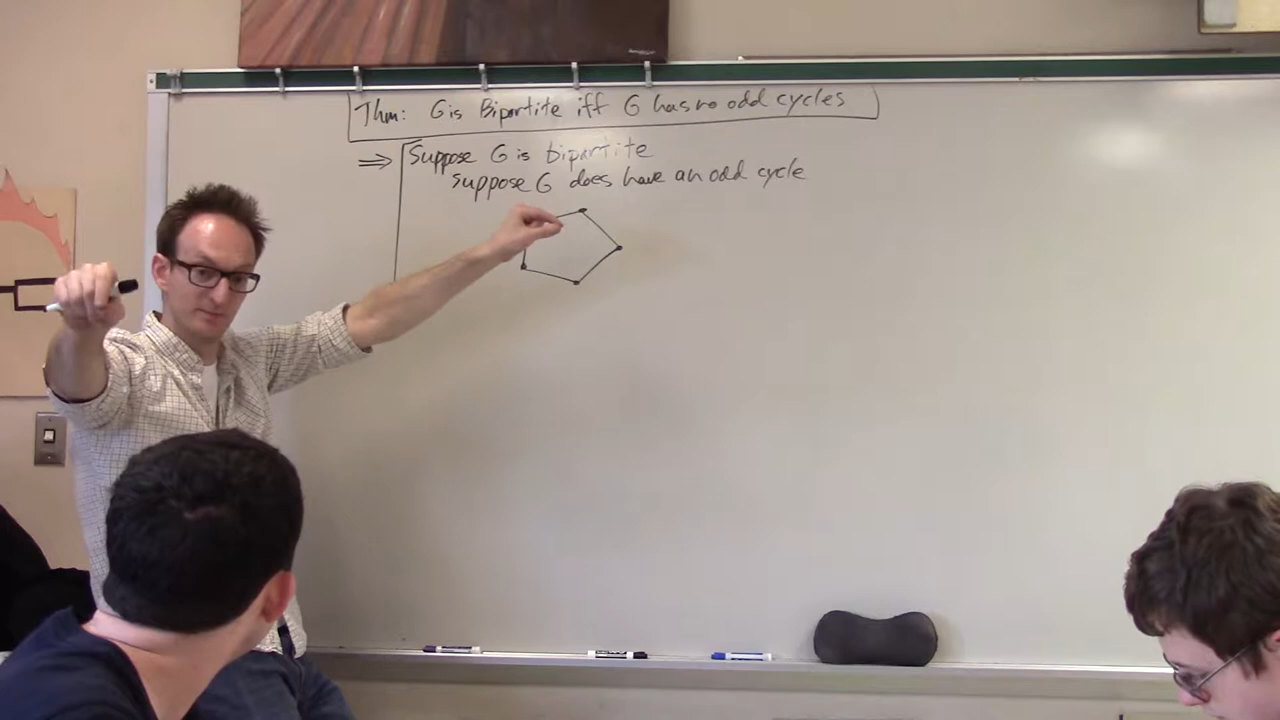 Thm: G is Bipartite iff G has no odd cycles
⇒ Suppose G is bipartite
Suppose G does have an odd cycle